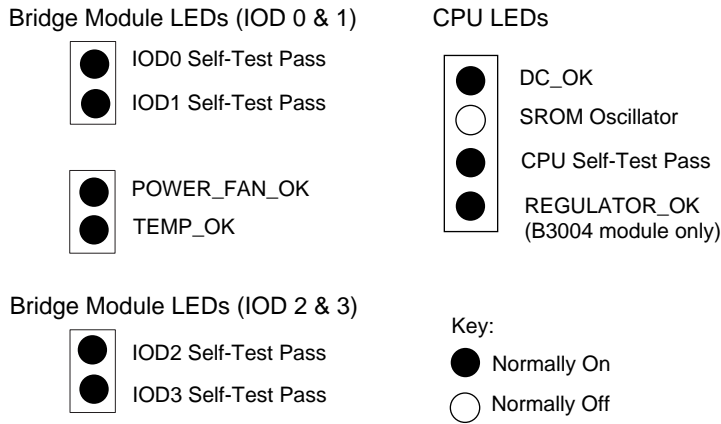 Bridge Module LEDs (IOD 0 & 1)
IOD0 Self-Test Pass
IOD1 Self-Test Pass
POWER_FAN_OK
TEMP_OK
Bridge Module LEDs (IOD 2 & 3)
IOD2 Self-Test Pass
IOD3 Self-Test Pass
CPU LEDs
DC_OK
SROM Oscillator
CPU Self-Test Pass
REGULATOR_OK
(B3004 module only)
Key:
Normally On
Normally Off